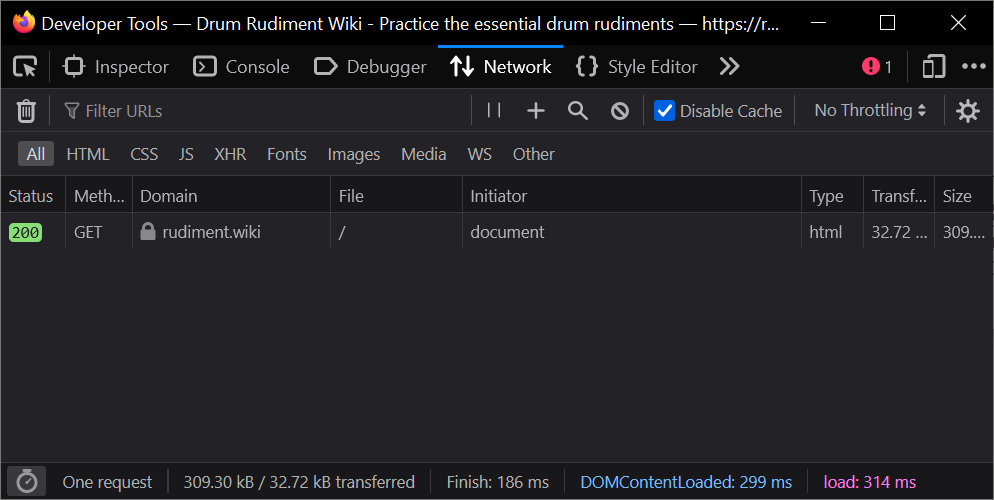 Developer Tools — Drum Rudiment Wiki - Practice the essential drum rudiments — https://r...
Inspector Console Debugger Network Style Editor 1
Filter URLs Disable Cache No Throttling
All HTML CSS JS XHR Fonts Images Media WS Other
Status Meth... Domain File Initiator Type Transf... Size
200 GET rudiment.wiki / document html 32.72 ... 309....
One request 309.30 kB / 32.72 kB transferred Finish: 186 ms DOMContentLoaded: 299 ms load: 314 ms